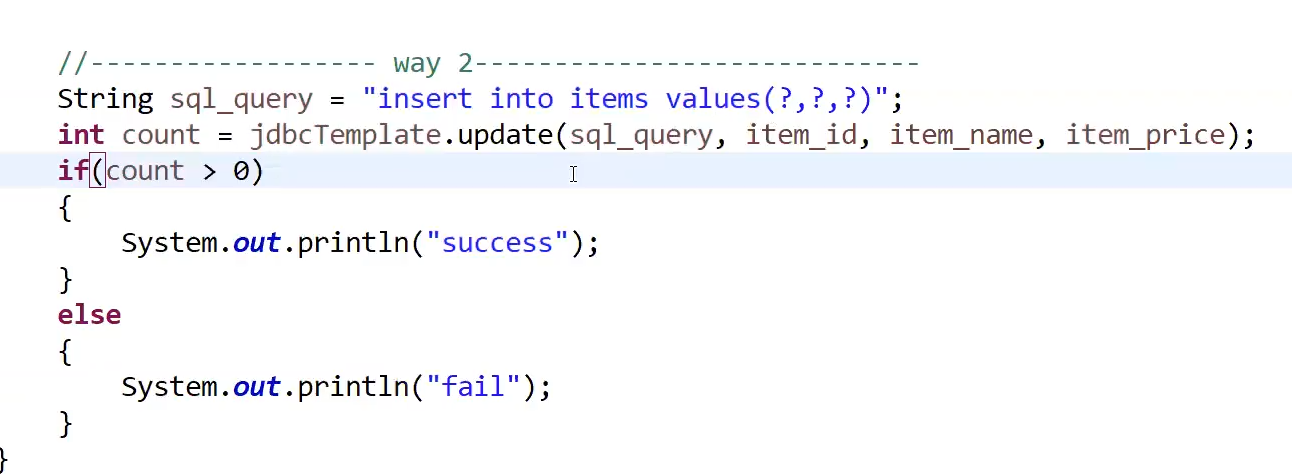 //------------------ way 2----------------------------
String sql_query = "insert into items values(?,?,?)";
int count = jdbcTemplate.update(sql_query, item_id, item_name, item_price);
if(count > 0)
{
System.out.println("success");
}
else
{
System.out.println("fail");
}
}